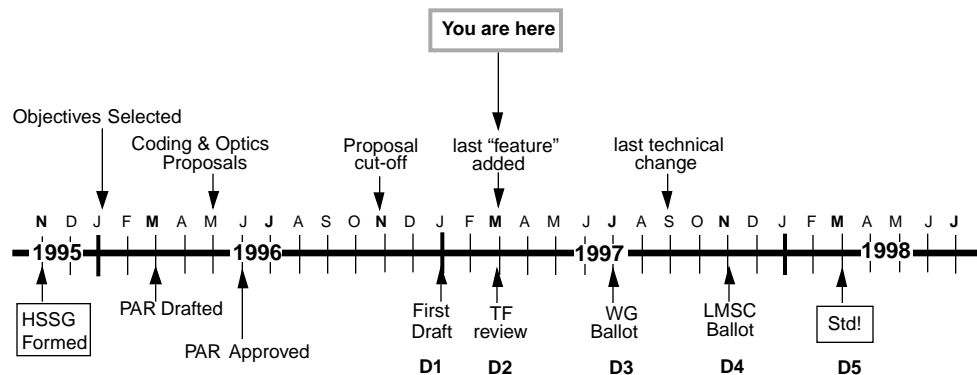 You are here
Objectives Selected
Coding & Optics
Proposals
Proposal
cut-off
last “feature”
added
last technical
change
N D J F M A M J J A S O N D J F M A M J J A S O N D J F M A M J J
1995 1996 1997 1998
HSSG
Formed
PAR Drafted
PAR Approved
First
Draft
TF
review
WG
Ballot
LMSC
Ballot
Std!
D1 D2 D3 D4 D5